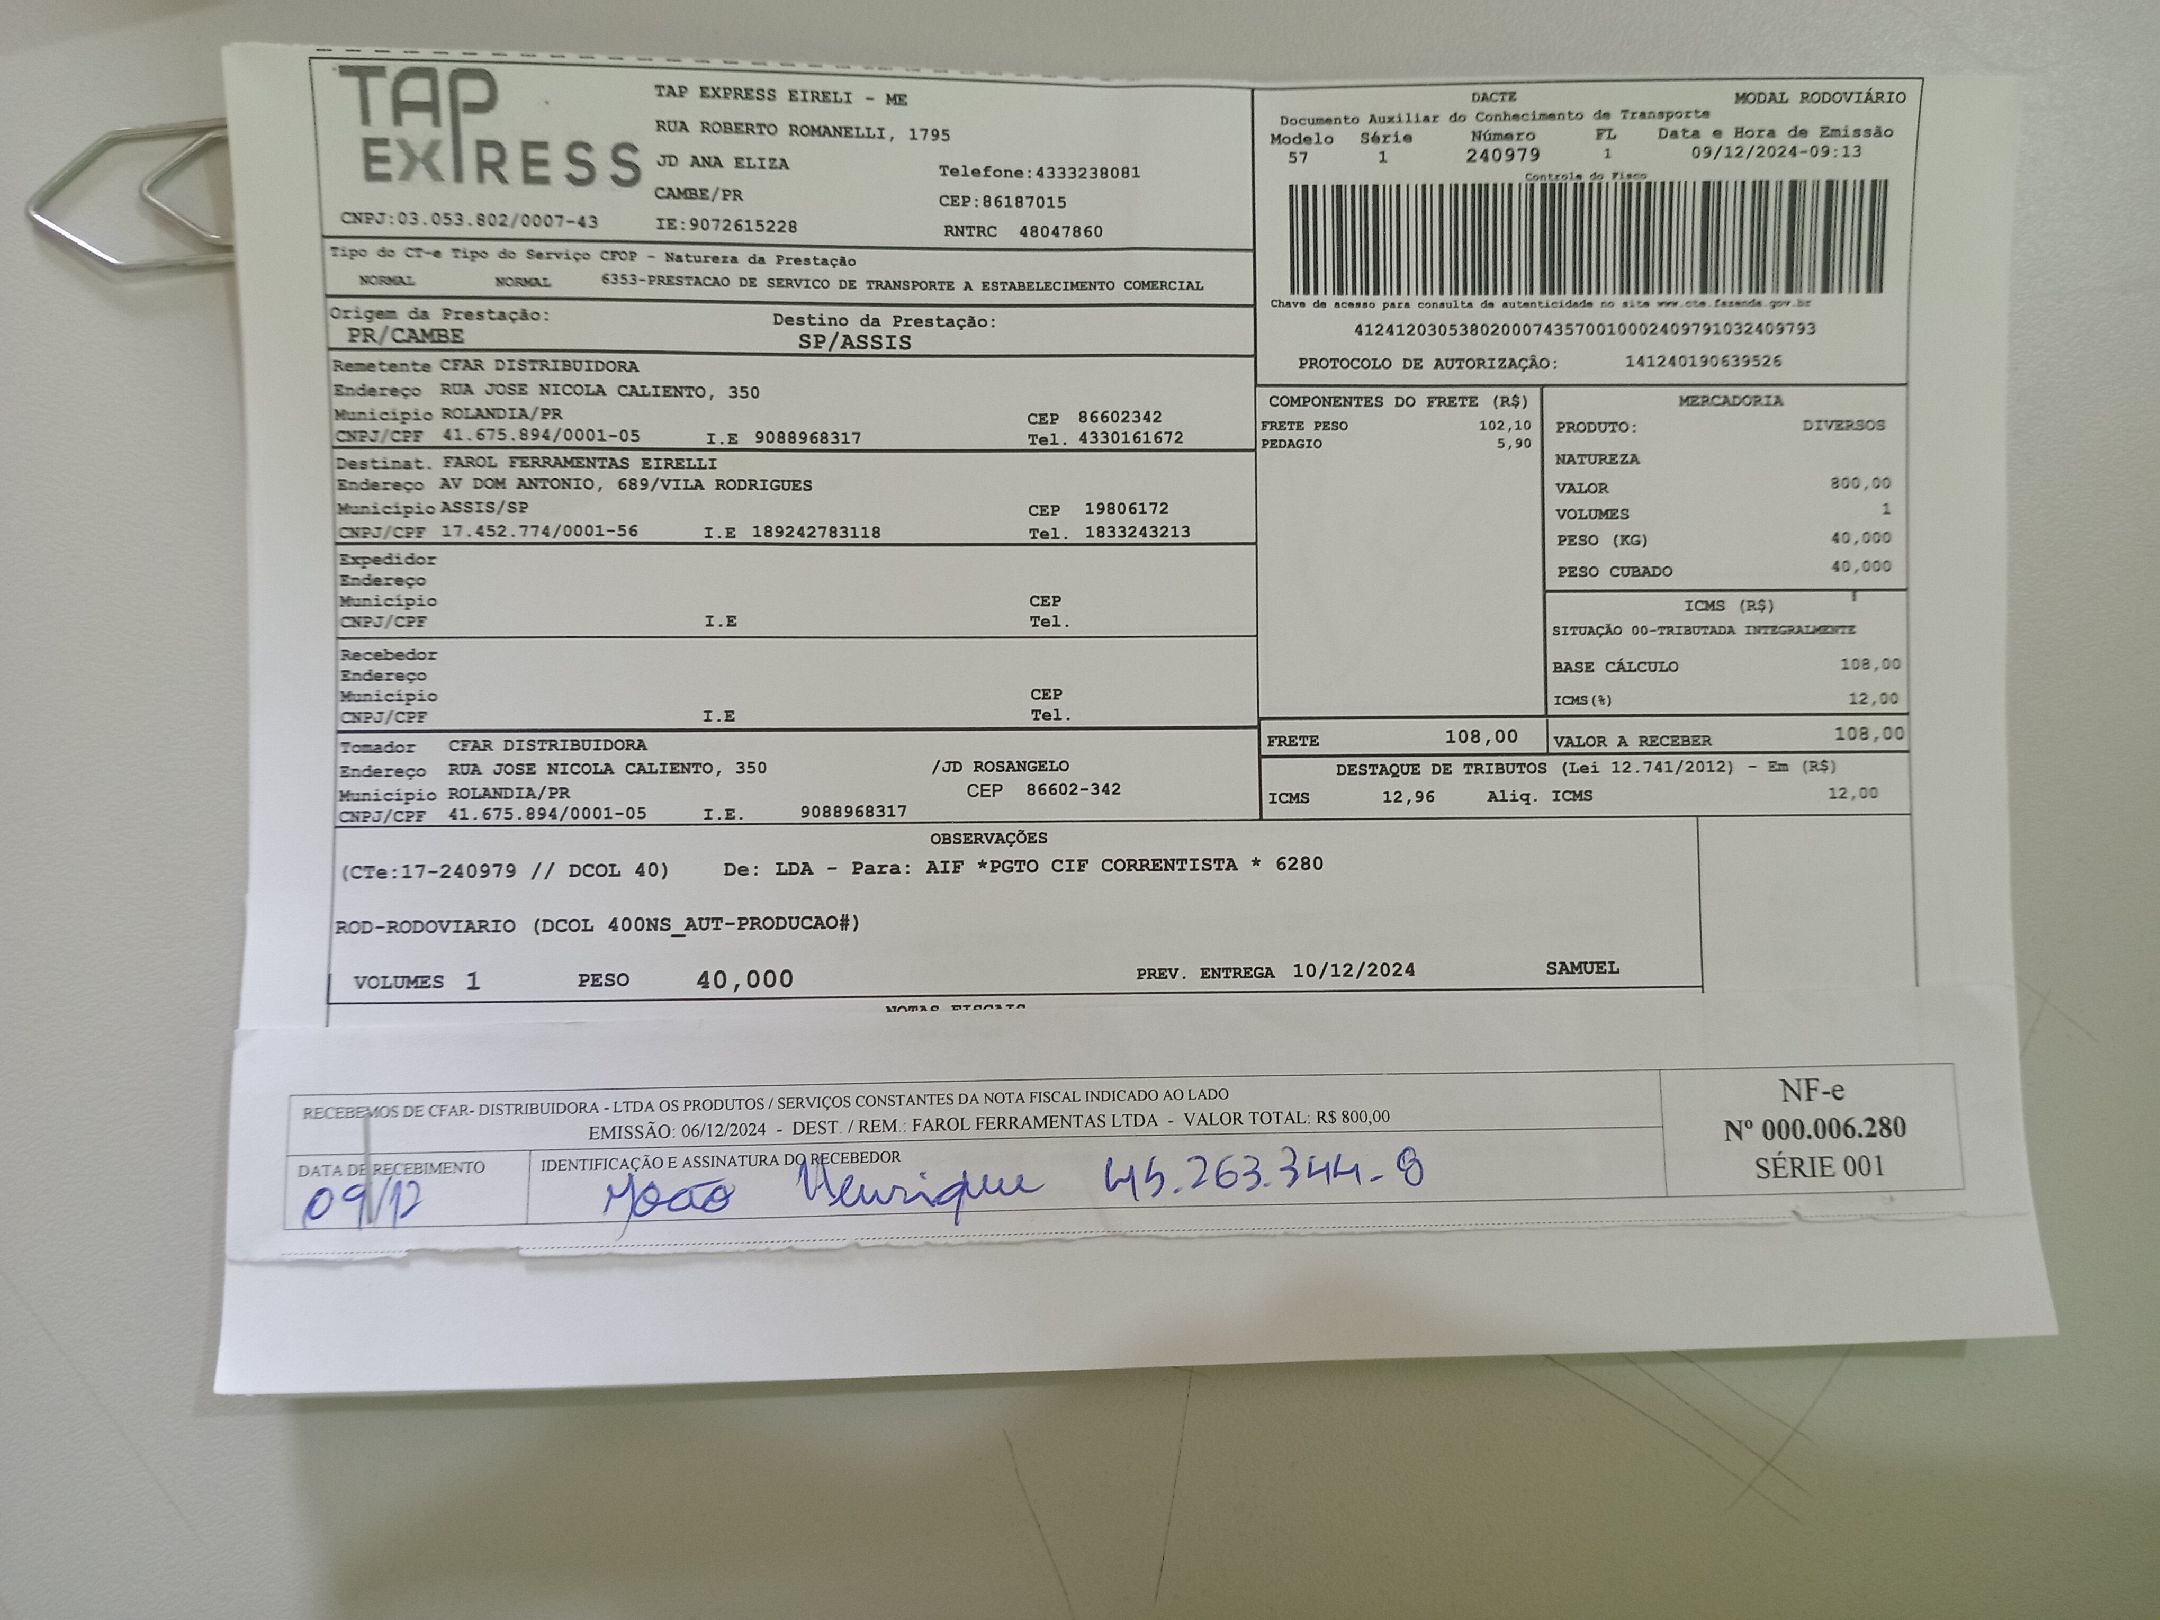 TAP
EXPRESS
TAP EXPRESS EIRELI - ME
RUA ROBERTO ROMANELLI, 1795
JD ANA ELIZA
Telefone:4333238081
CAMBE/PR
CEP:86187015
CNPJ:03.053.802/0007-43
IE:9072615228
RNTRC 48047860
DACTE
MODAL RODOVIÁRIO
Documento Auxiliar do Conhecimento de Transporte
Modelo Série Número FL Data e Hora de Emissão
57 1 240979 1 09/12/2024-09:13
Controle do Fisco
Chave de acesso para consulta de autenticidade no site www.cte.fazenda.gov.br
41241203053802000743570010002409791032409793
PROTOCOLO DE AUTORIZAÇÂO: 141240190639526
Tipo do CT-e Tipo do Serviço CFOP - Natureza da Prestação
NORMAL NORMAL 6353-PRESTACAO DE SERVICO DE TRANSPORTE A ESTABELECIMENTO COMERCIAL
Origem da Prestação: Destino da Prestação:
PR/CAMBE SP/ASSIS
Remetente CFAR DISTRIBUIDORA
Endereço RUA JOSE NICOLA CALIENTO, 350
Município ROLANDIA/PR CEP 86602342
CNPJ/CPF 41.675.894/0001-05 I.E 9088968317 Tel. 4330161672
Destinat. FAROL FERRAMENTAS EIRELLI
Endereço AV DOM ANTONIO, 689/VILA RODRIGUES
Município ASSIS/SP CEP 19806172
CNPJ/CPF 17.452.774/0001-56 I.E 189242783118 Tel. 1833243213
Expedidor
Endereço
Município CEP
CNPJ/CPF I.E Tel.
Recebedor
Endereço
Município CEP
CNPJ/CPF I.E Tel.
Tomador CFAR DISTRIBUIDORA
Endereço RUA JOSE NICOLA CALIENTO, 350 /JD ROSANGELO
Município ROLANDIA/PR CEP 86602-342
CNPJ/CPF 41.675.894/0001-05 I.E. 9088968317
COMPONENTES DO FRETE (R$)
FRETE PESO 102,10
PEDAGIO 5,90
MERCADORIA
PRODUTO: DIVERSOS
NATUREZA
VALOR 800,00
VOLUMES 1
PESO (KG) 40,000
PESO CUBADO 40,000
ICMS (R$)
SITUAÇÃO 00-TRIBUTADA INTEGRALMENTE
BASE CÁLCULO 108,00
ICMS(%) 12,00
FRETE 108,00 VALOR A RECEBER 108,00
DESTAQUE DE TRIBUTOS (Lei 12.741/2012) - Em (R$)
ICMS 12,96 Aliq. ICMS 12,00
OBSERVAÇÕES
(CTe:17-240979 // DCOL 40) De: LDA - Para: AIF *PGTO CIF CORRENTISTA * 6280
ROD-RODOVIARIO (DCOL 400NS_AUT-PRODUCAO#)
VOLUMES 1 PESO 40,000 PREV. ENTREGA 10/12/2024 SAMUEL
NOTAS FISCAIS
RECEBEMOS DE CFAR- DISTRIBUIDORA - LTDA OS PRODUTOS / SERVIÇOS CONSTANTES DA NOTA FISCAL INDICADO AO LADO
EMISSÃO: 06/12/2024 - DEST. / REM.: FAROL FERRAMENTAS LTDA - VALOR TOTAL: R$ 800,00
DATA DE RECEBIMENTO
09/12
IDENTIFICAÇÃO E ASSINATURA DO RECEBEDOR
João Henrique 45.263.344-8
NF-e
Nº 000.006.280
SÉRIE 001